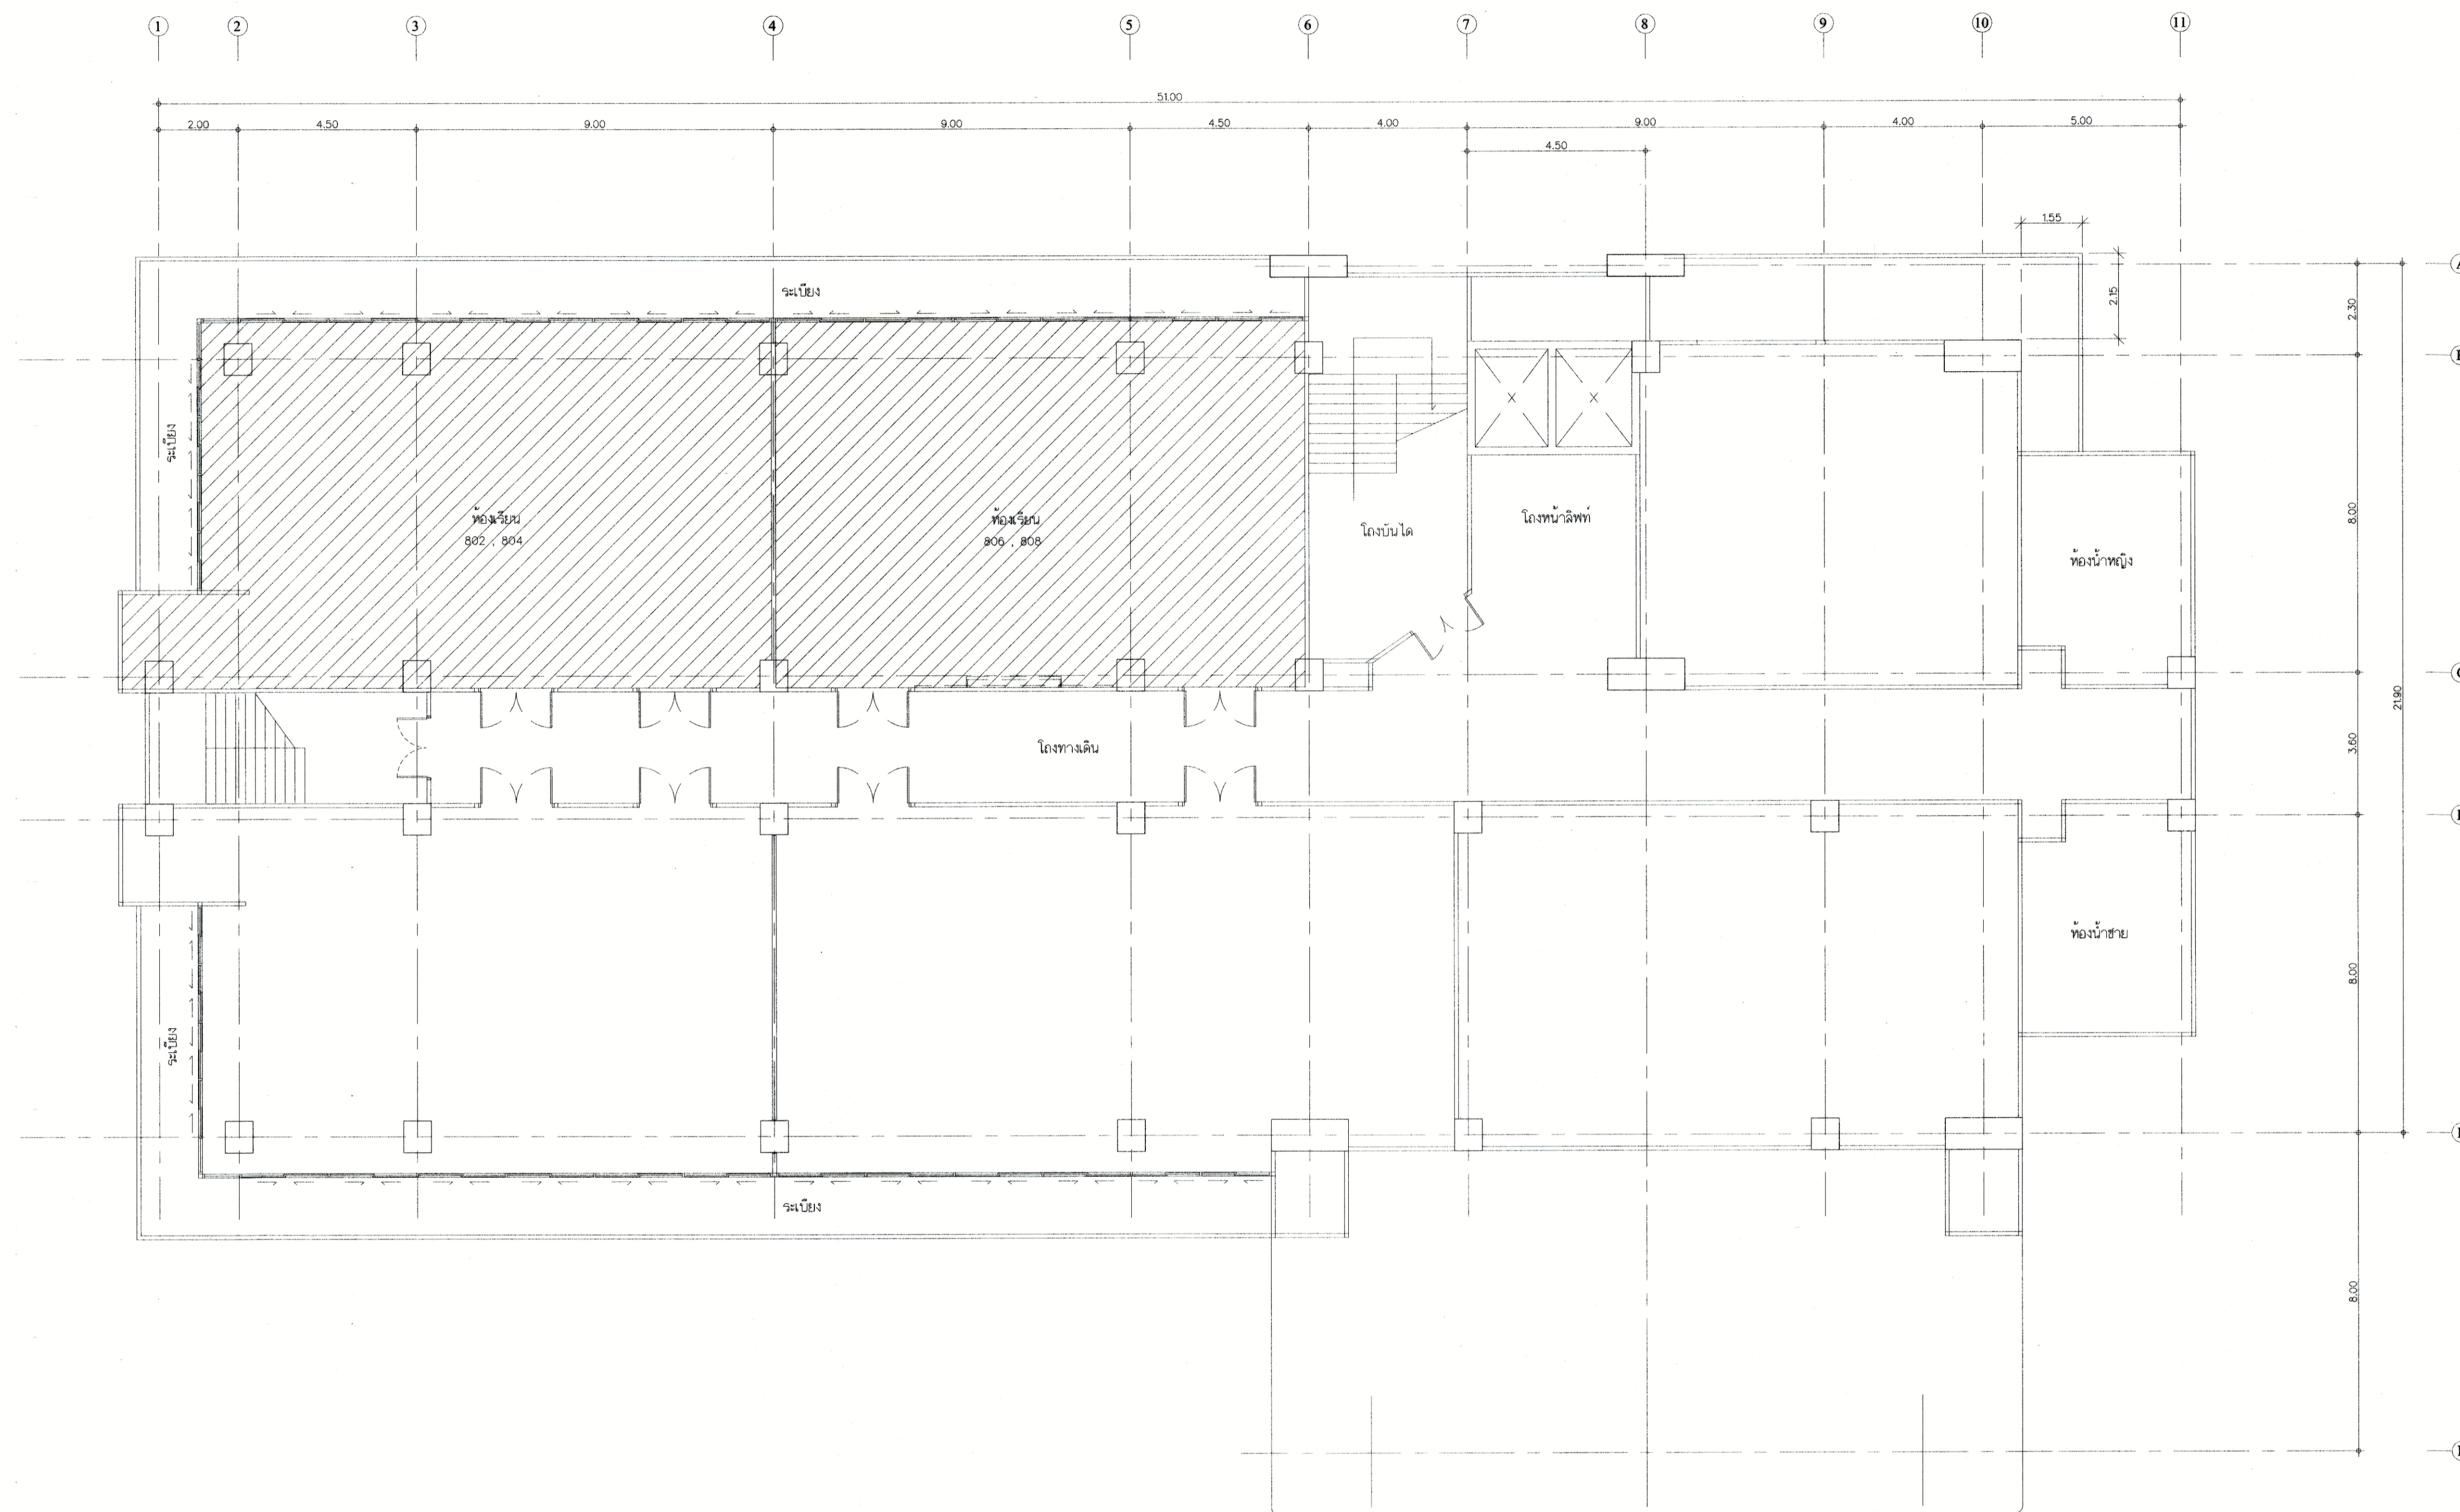 1 2 3 4 5 6 7 8 9 10 11
51.00
2.00 4.50 9.00 9.00 4.50 4.00 9.00 4.00 5.00
4.50
1.55
A
2.15
2.30
ระเบียง
ระเบียง
ห้องเรียน
802 , 804
ห้องเรียน
806 , 808
โถงบันได
โถงหน้าลิฟท์
8.00
ห้องน้ำหญิง
21.90
3.60
โถงทางเดิน
ห้องน้ำชาย
8.00
ระเบียง
ระเบียง
8.00